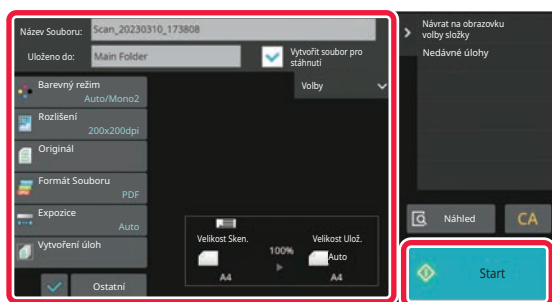 Název Souboru:
Scan_20230310_173808
Uloženo do:
Main Folder
Vytvořit soubor pro
stáhnutí
Volby
Barevný režim
Auto/Mono2
Rozlišení
200x200dpi
Originál
Formát Souboru
PDF
Expozice
Auto
Vytvoření úloh
Ostatní
Velikost Sken.
A4
100%
Velikost Ulož.
Auto
A4
Návrat na obrazovku
volby složky
Nedávné úlohy
Náhled
CA
Start